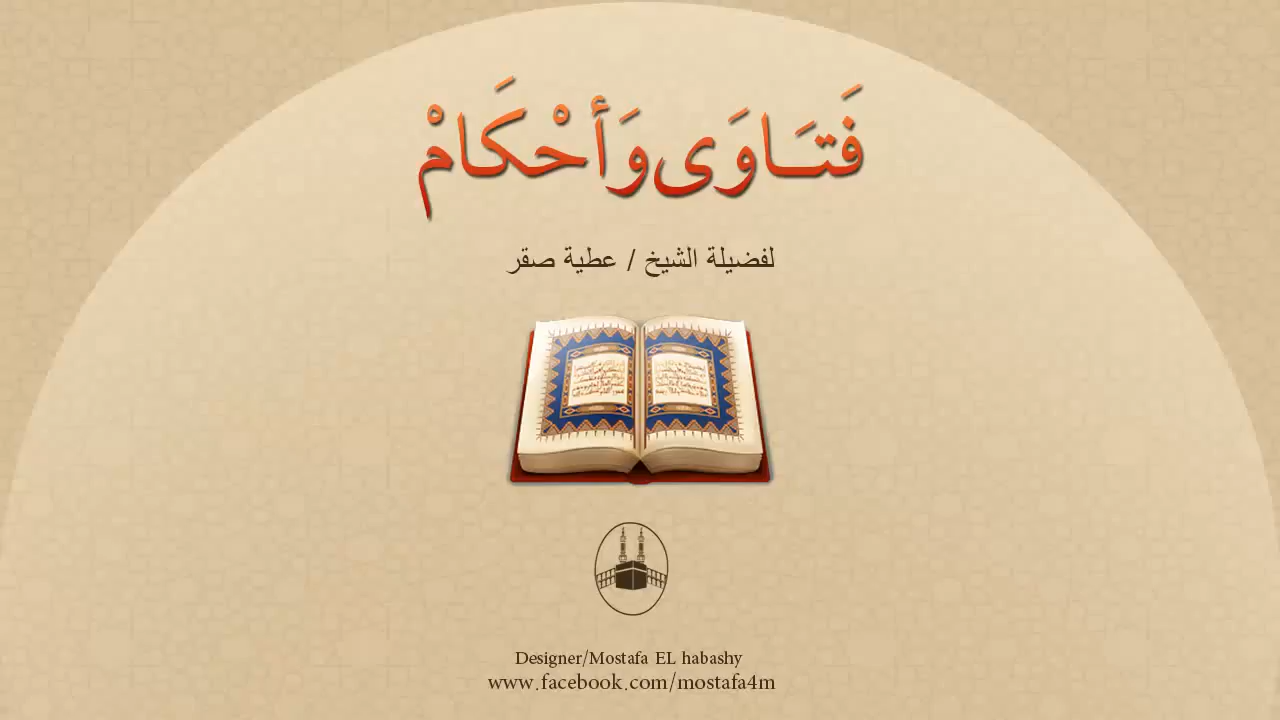 فَتَاوَى وَأَحْكَامْ
لفضيلة الشيخ / عطية صقر
Designer/Mostafa EL habashy
www.facebook.com/mostafa4m